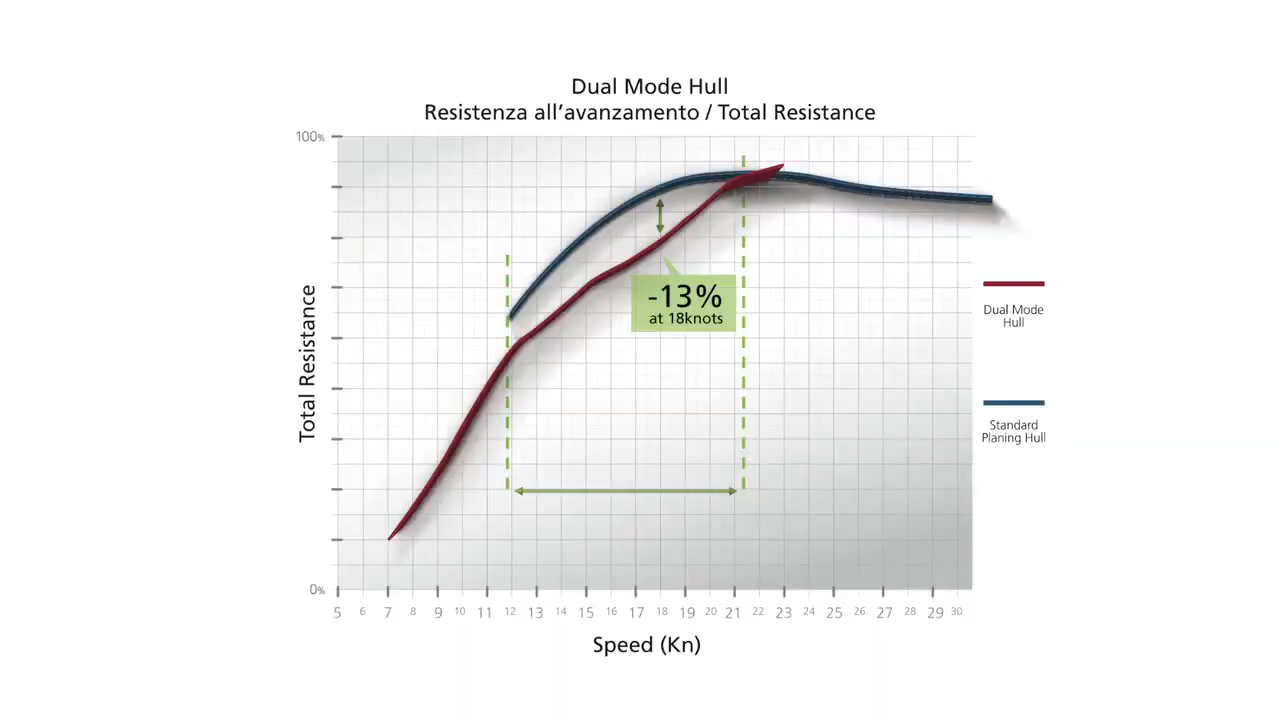 Dual Mode Hull
Resistenza all’avanzamento / Total Resistance
100%
Total Resistance
-13%
at 18knots
Dual Mode
Hull
Standard
Planing Hull
0%
5 6 7 8 9 10 11 12 13 14 15 16 17 18 19 20 21 22 23 24 25 26 27 28 29 30
Speed (Kn)